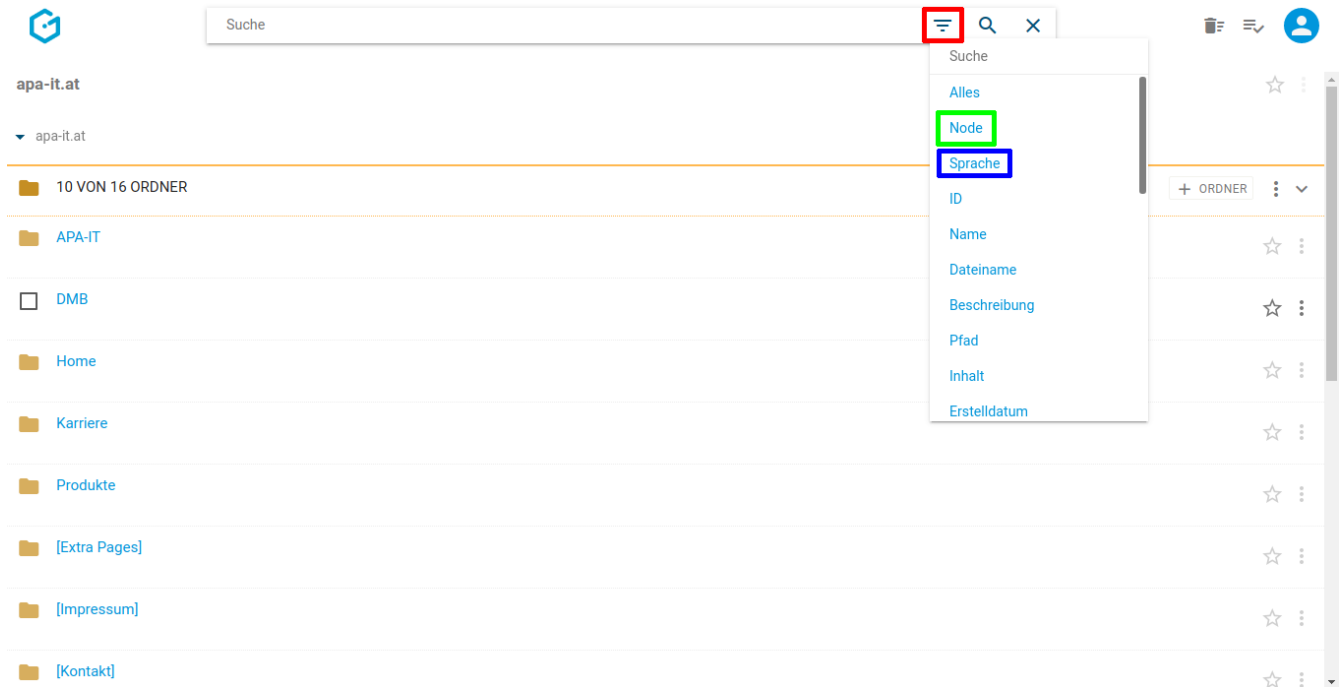 Suche
Suche
apa-it.at
Alles
apa-it.at
Node
Sprache
10 VON 16 ORDNER
+ ORDNER
ID
APA-IT
Name
Dateiname
DMB
Beschreibung
Pfad
Home
Inhalt
Erstelldatum
Karriere
Produkte
[Extra Pages]
[Impressum]
[Kontakt]